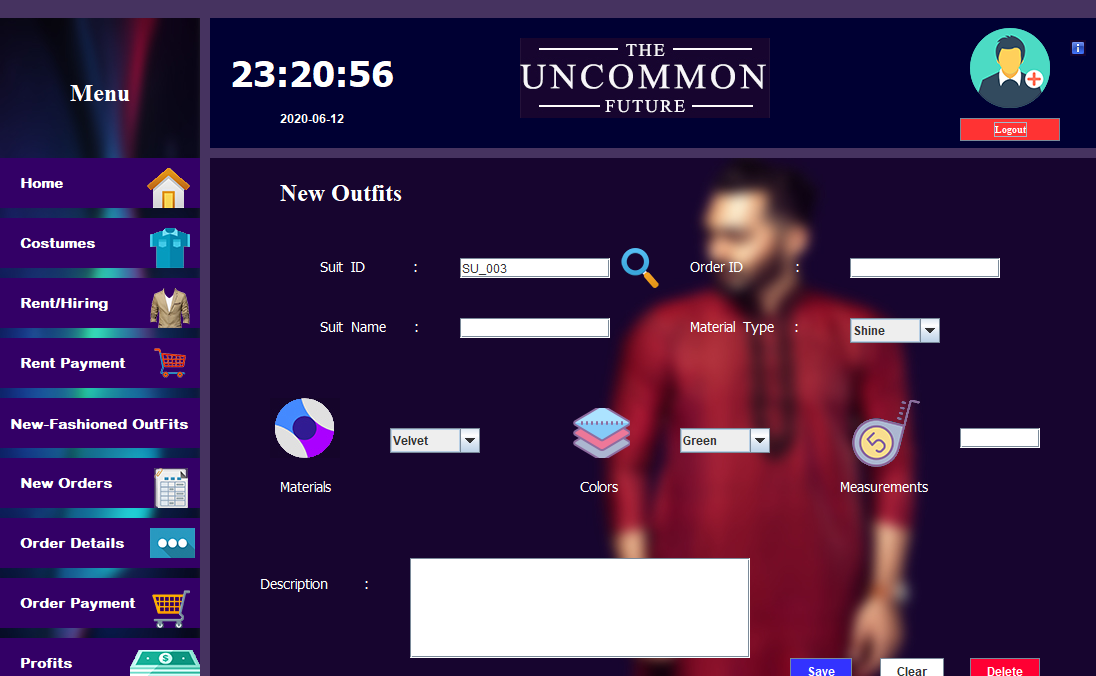 Menu
23:20:56
2020-06-12
THE
UNCOMMON
FUTURE
i
Logout
Home
Costumes
Rent/Hiring
Rent Payment
New-Fashioned OutFits
New Orders
Order Details
Order Payment
Profits
New Outfits
Suit ID : SU_003
Order ID :
Suit Name :
Material Type : Shine
Velvet
Green
5
Materials
Colors
Measurements
Description :
Save
Clear
Delete
$